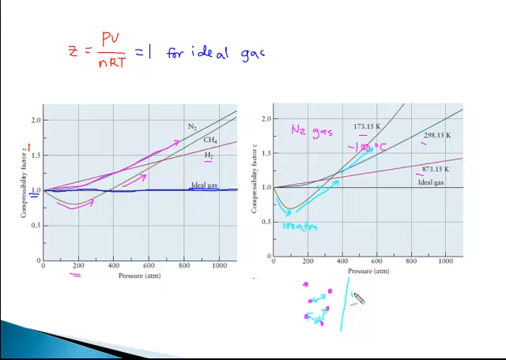 z = PV / nRT = 1 for ideal gas
2.0
1.5
1.0
0.5
0
200
400
600
800
1000
Compressibility factor z
Pressure (atm)
N2
CH4
H2
Ideal gas
2.0
1.5
1.0
0.5
0
200
400
600
800
1000
Compressibility factor z
Pressure (atm)
N2 gas
173.15 K
-100 °C
298.15 K
873.15 K
Ideal gas
100atm